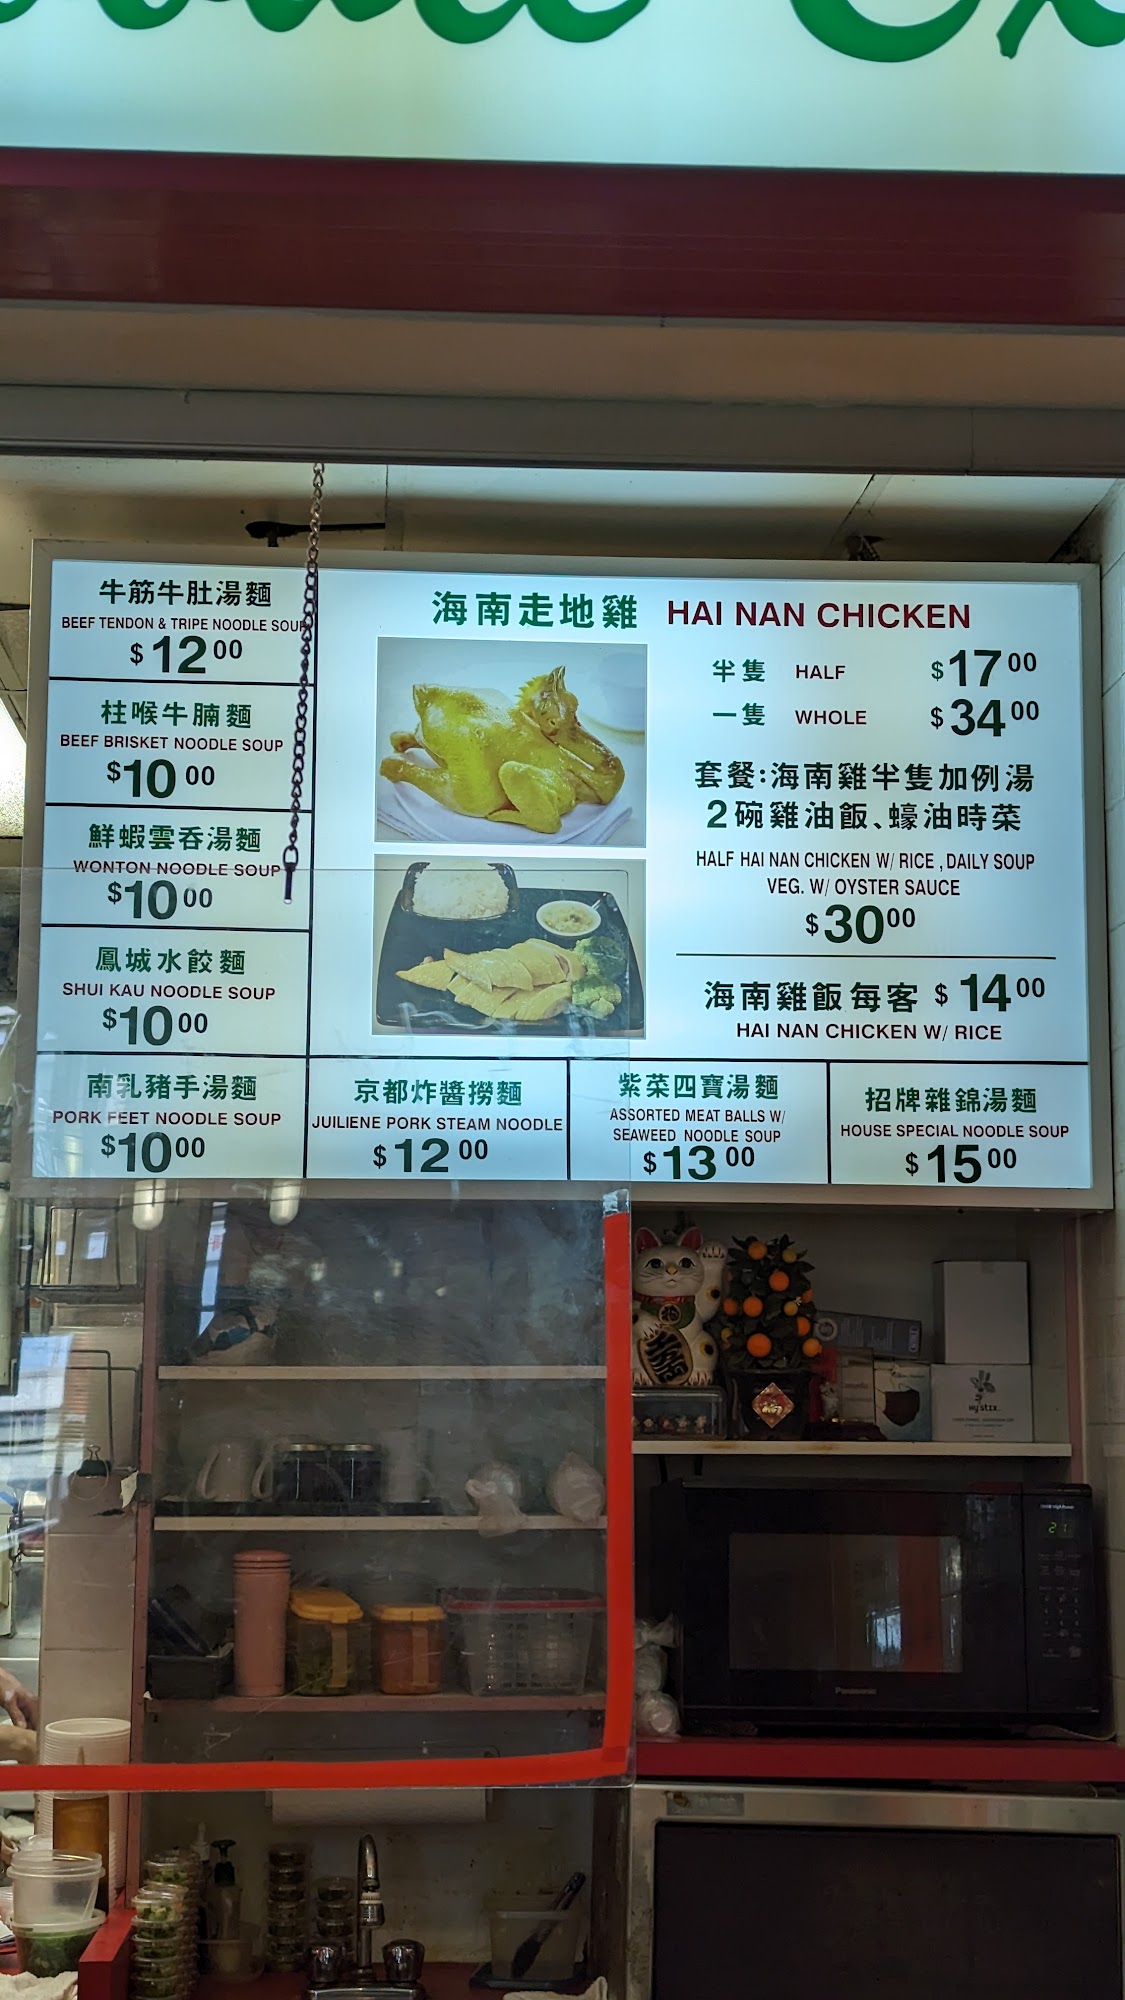 牛筋牛肚湯麵
BEEF TENDON & TRIPE NOODLE SOUP
$ 12 00
柱喉牛腩麵
BEEF BRISKET NOODLE SOUP
$10 00
鮮蝦雲吞湯麵
WONTON NOODLE SOUP
$10 00
鳳城水餃麵
SHUI KAU NOODLE SOUP
$10 00
南乳豬手湯麵
PORK FEET NOODLE SOUP
$10 00
海南走地雞 HAI NAN CHICKEN
半隻 HALF $17 00
一隻 WHOLE $34 00
套餐:海南雞半隻加例湯
2碗雞油飯、蠔油時菜
HALF HAI NAN CHICKEN W/ RICE , DAILY SOUP
VEG. W/ OYSTER SAUCE
$30 00
海南雞飯每客 $ 14 00
HAI NAN CHICKEN W/ RICE
京都炸醬撈麵
JUILIENE PORK STEAM NOODLE
$ 12 00
紫菜四寶湯麵
ASSORTED MEAT BALLS W/
SEAWEED NOODLE SOUP
$13 00
招牌雜錦湯麵
HOUSE SPECIAL NOODLE SOUP
$ 15 00
21
Panasonic